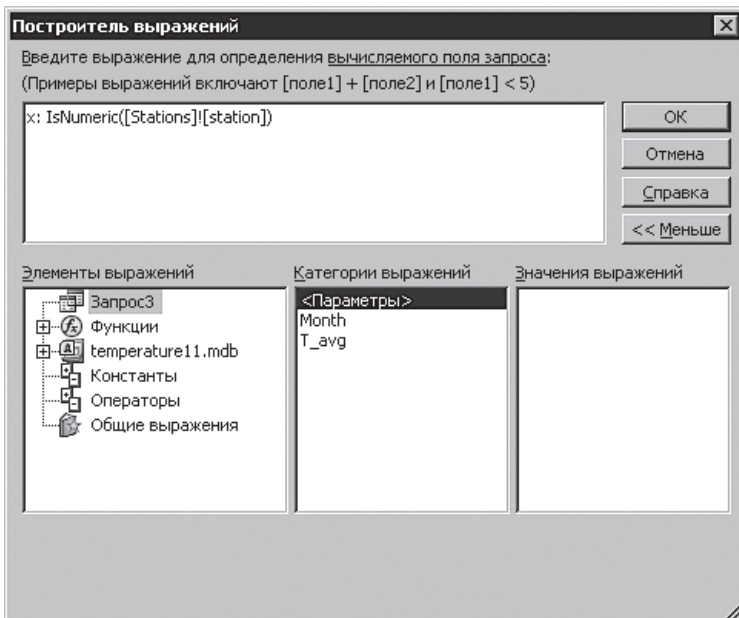 Построитель выражений
Введите выражение для определения вычисляемого поля запроса:
(Примеры выражений включают [поле1] + [поле2] и [поле1] < 5)
x: IsNumeric([Stations]![station])
ОК
Отмена
Справка
<< Меньше
Элементы выражений
Категории выражений
Значения выражений
Запрос3
Функции
temperature11.mdb
Константы
Операторы
Общие выражения
<Параметры>
Month
T_avg